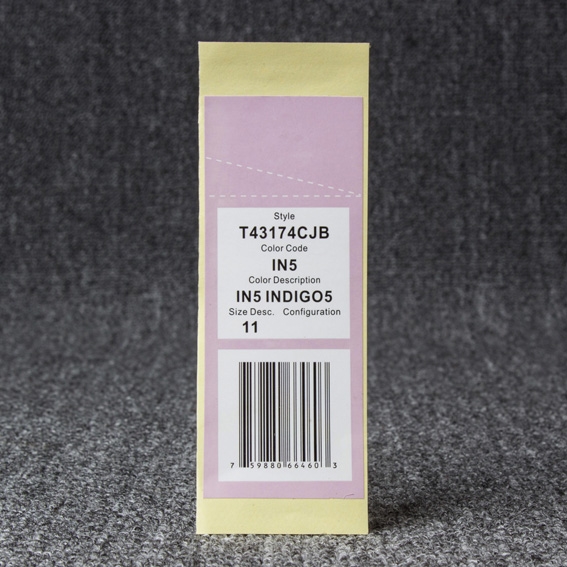 Style
T43174CJB
Color Code
IN5
Color Description
IN5 INDIGO5
Size Desc. Configuration
11
7 59880 66460 3